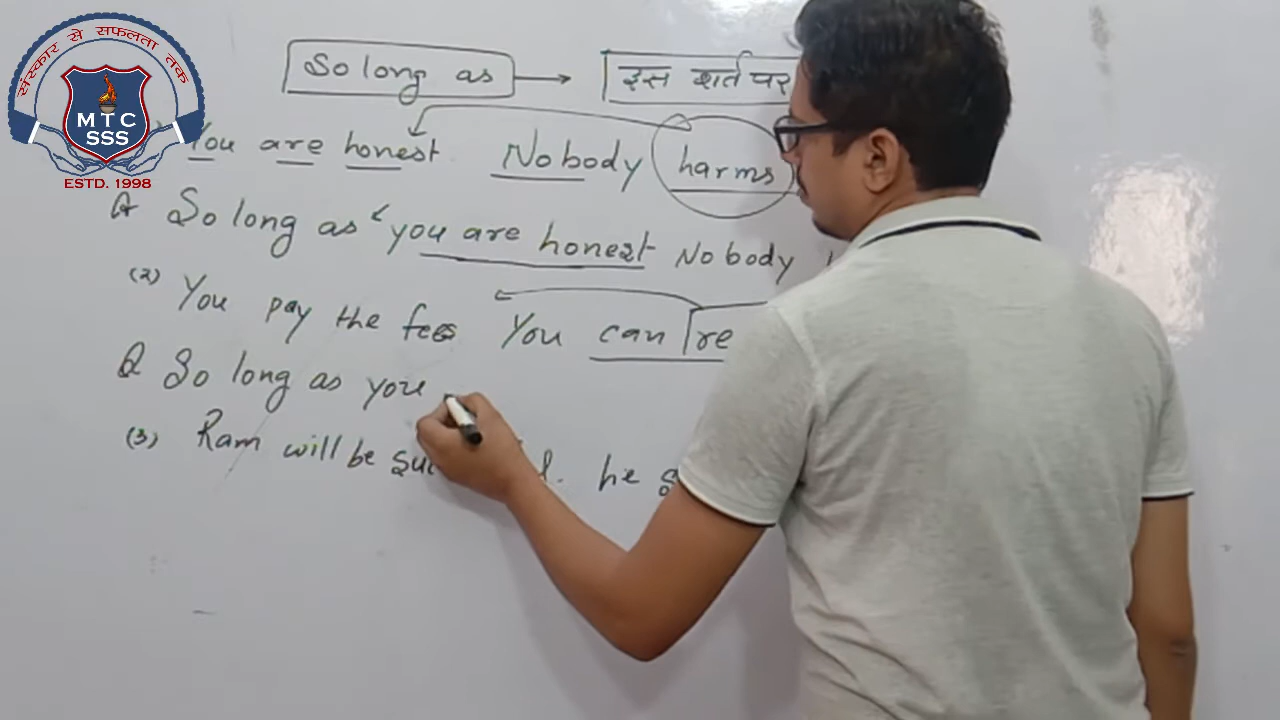 संस्कार से सफलता तक
MTC
SSS
ESTD. 1998
So long as → इस शर्त पर
You are honest. Nobody harms
So long as you are honest Nobody
(2) You pay the fees You can re
So long as you
(3) Ram will be he